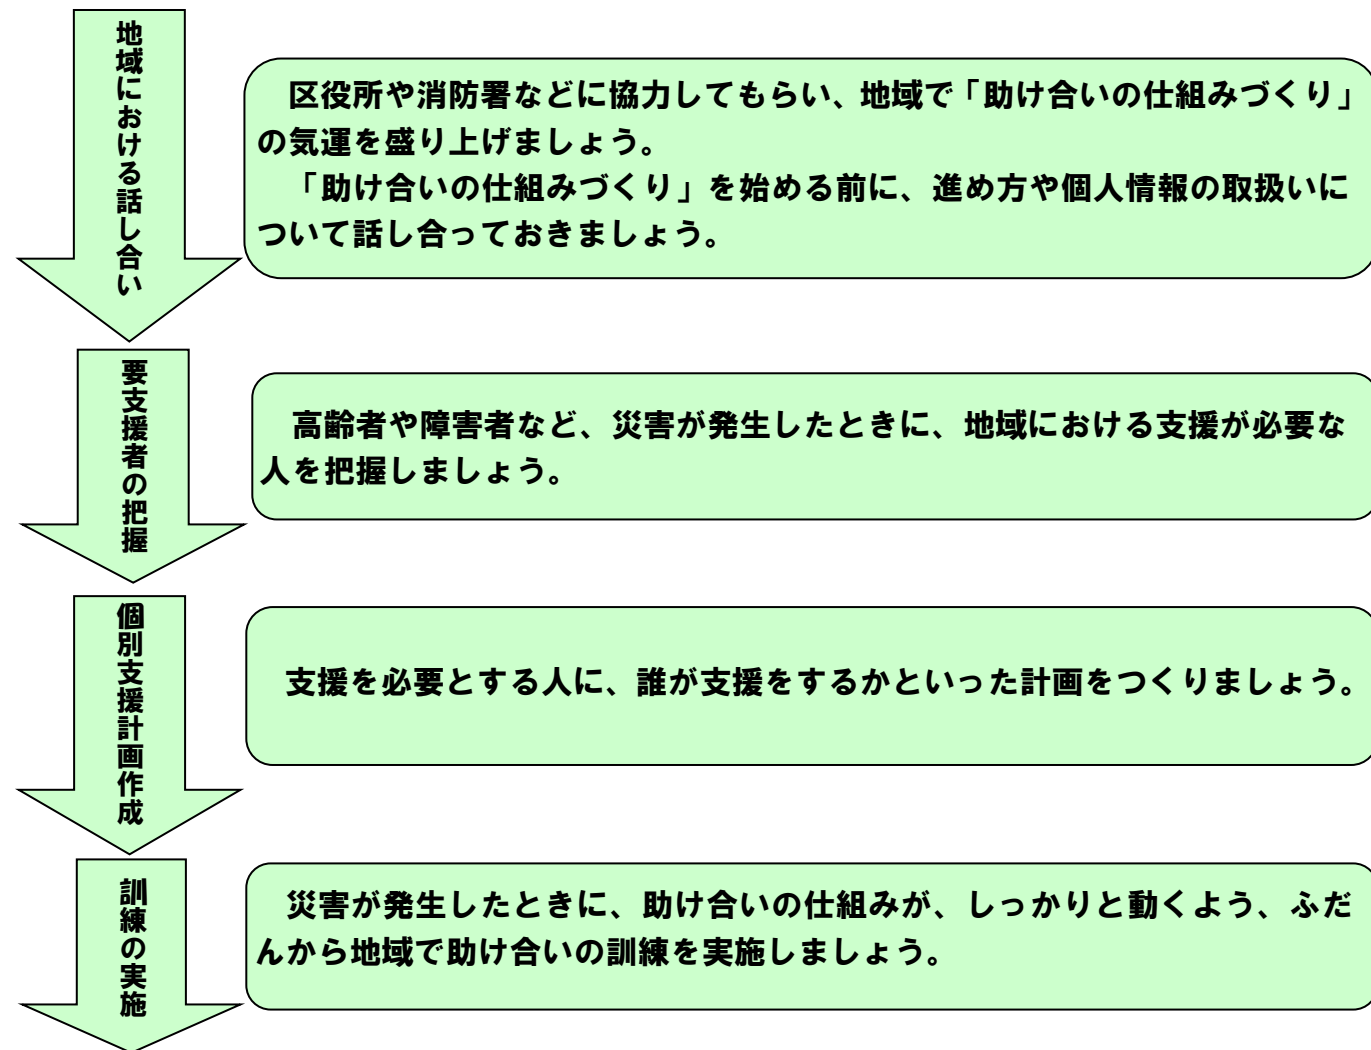 地域における話し合い
区役所や消防署などに協力してもらい、地域で「助け合いの仕組みづくり」
の気運を盛り上げましょう。
「助け合いの仕組みづくり」を始める前に、進め方や個人情報の取扱いに
ついて話し合っておきましょう。
要支援者の把握
高齢者や障害者など、災害が発生したときに、地域における支援が必要な
人を把握しましょう。
個別支援計画作成
支援を必要とする人に、誰が支援をするかといった計画をつくりましょう。
訓練の実施
災害が発生したときに、助け合いの仕組みが、しっかりと動くよう、ふだ
んから地域で助け合いの訓練を実施しましょう。